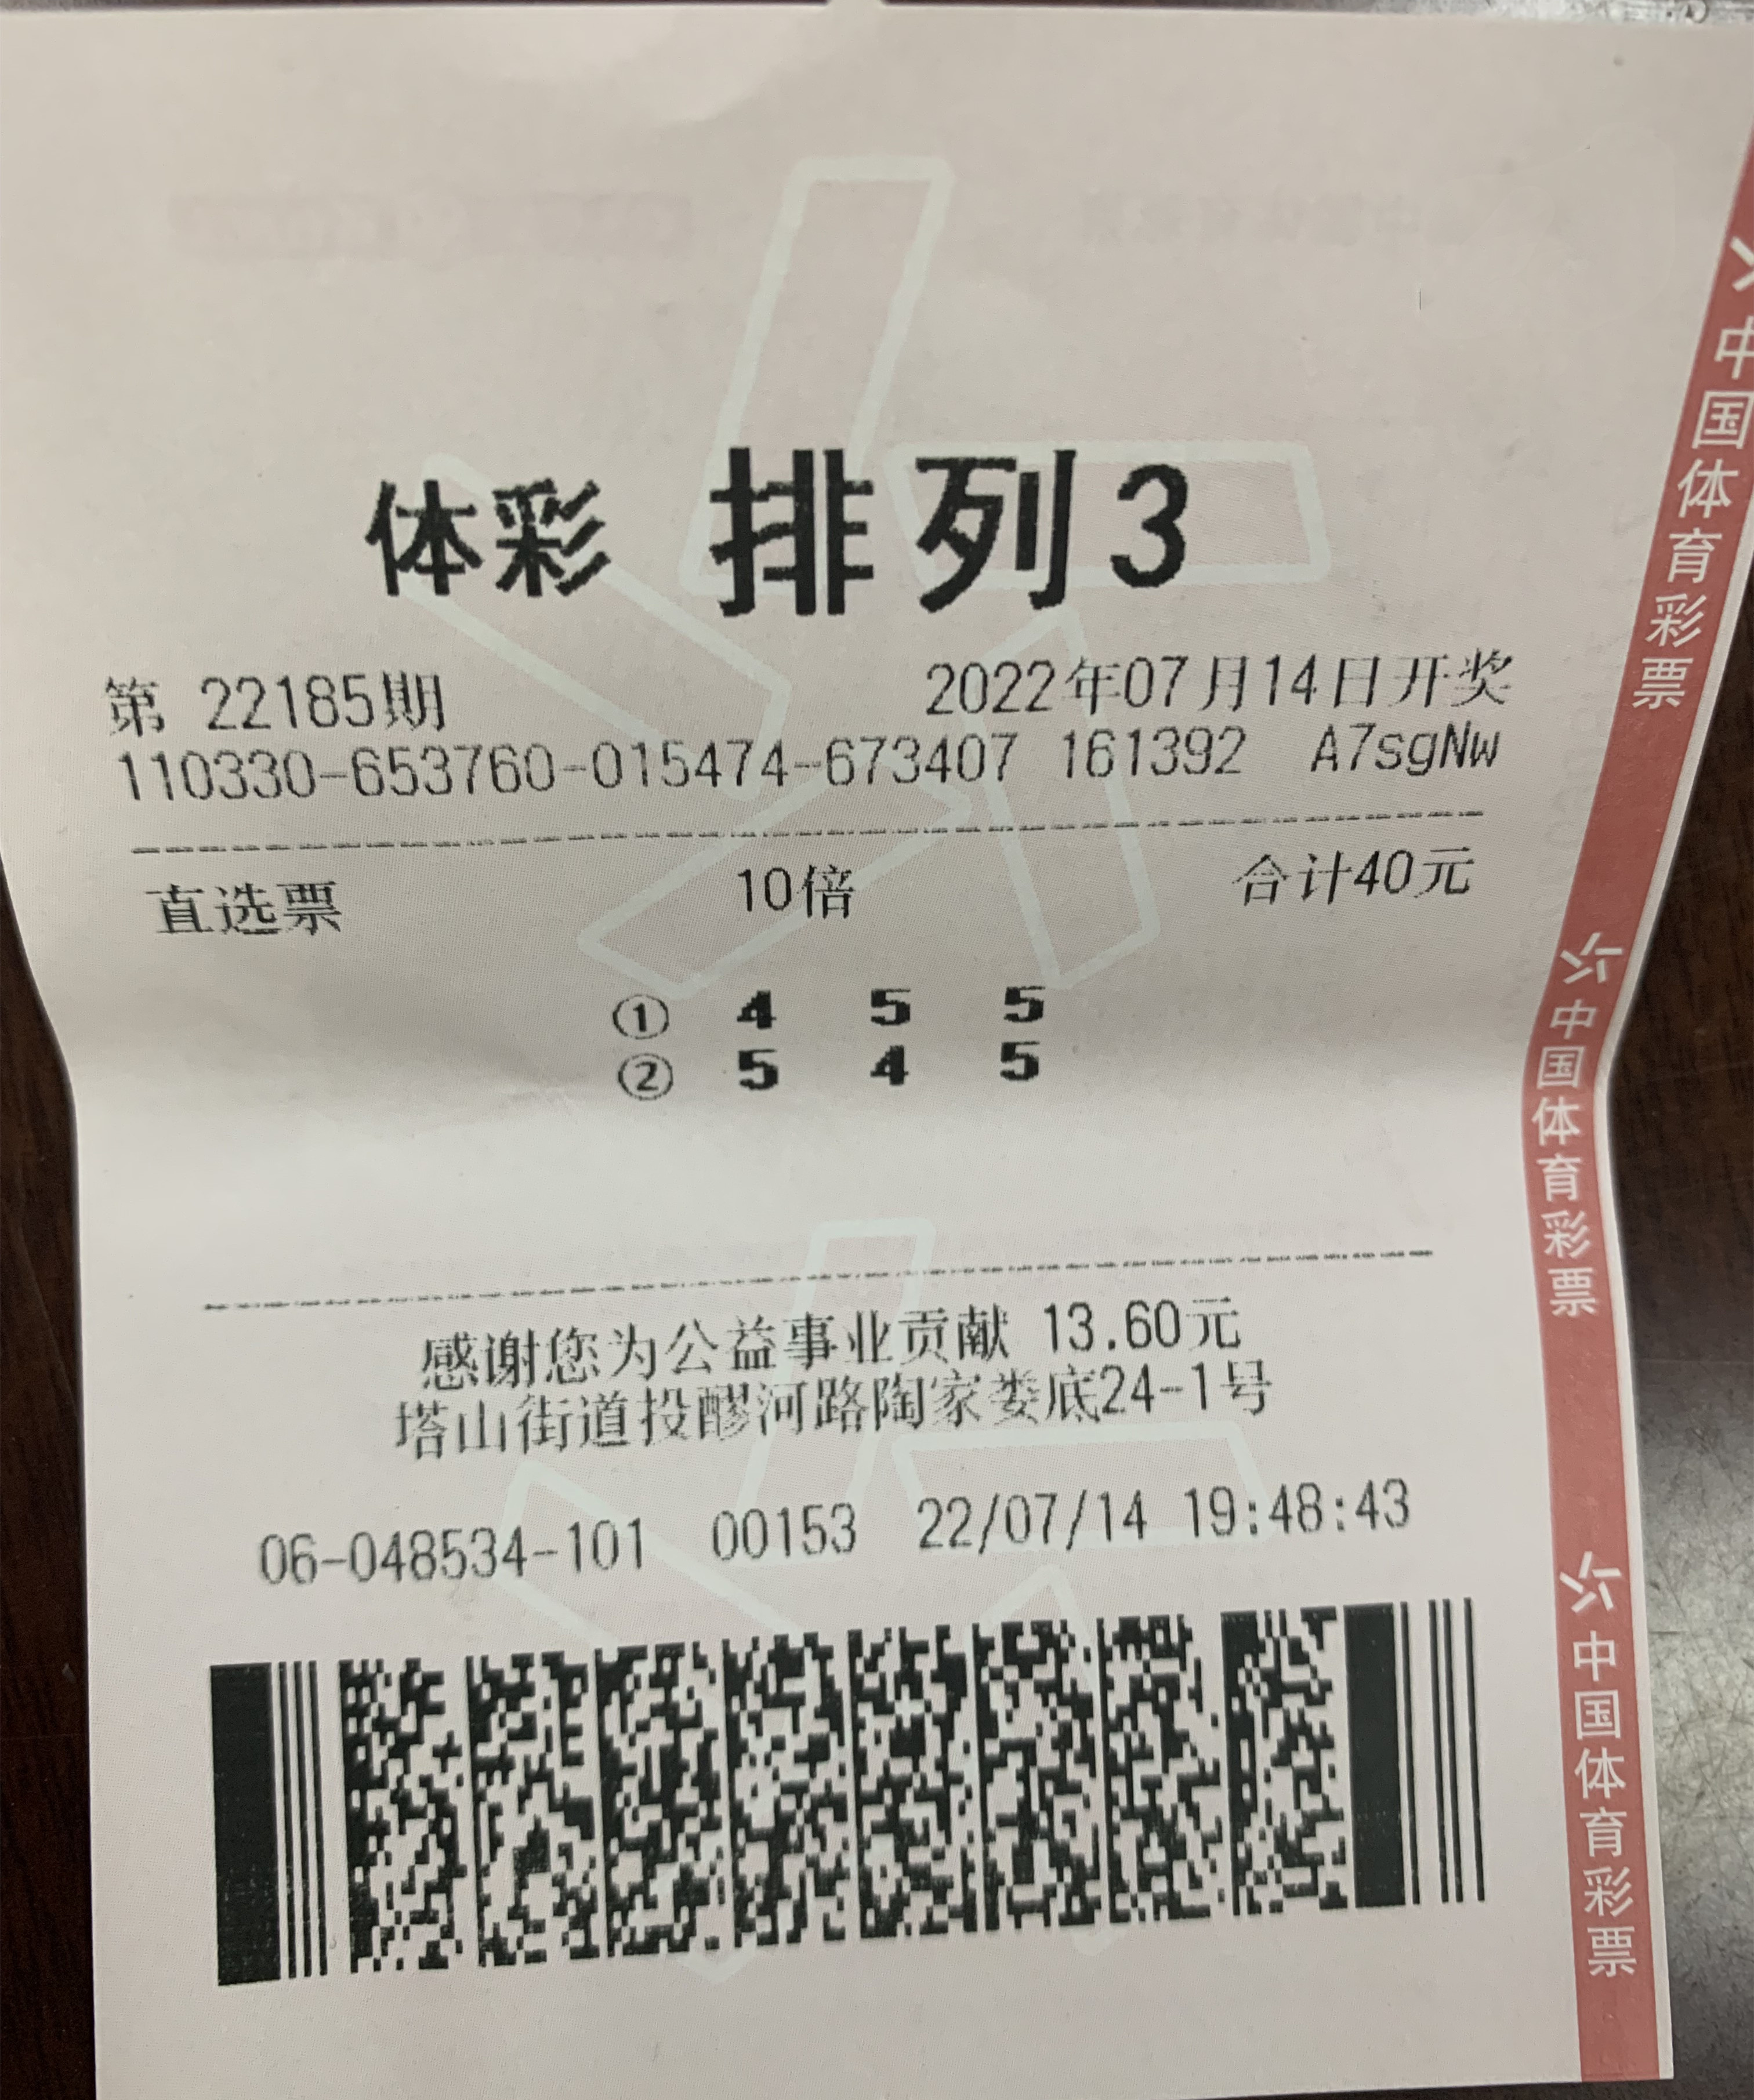 体彩 排列3
第 22185期 2022年07月14日开奖
110330-653760-015474-673407 161392 A7sgNw
直选票 10倍 合计40元
① 4 5 5
② 5 4 5
感谢您为公益事业贡献 13.60元
塔山街道投醪河路陶家娄底24-1号
06-048534-101 00153 22/07/14 19:48:43
中国体育彩票
中国体育彩票
中国体育彩票